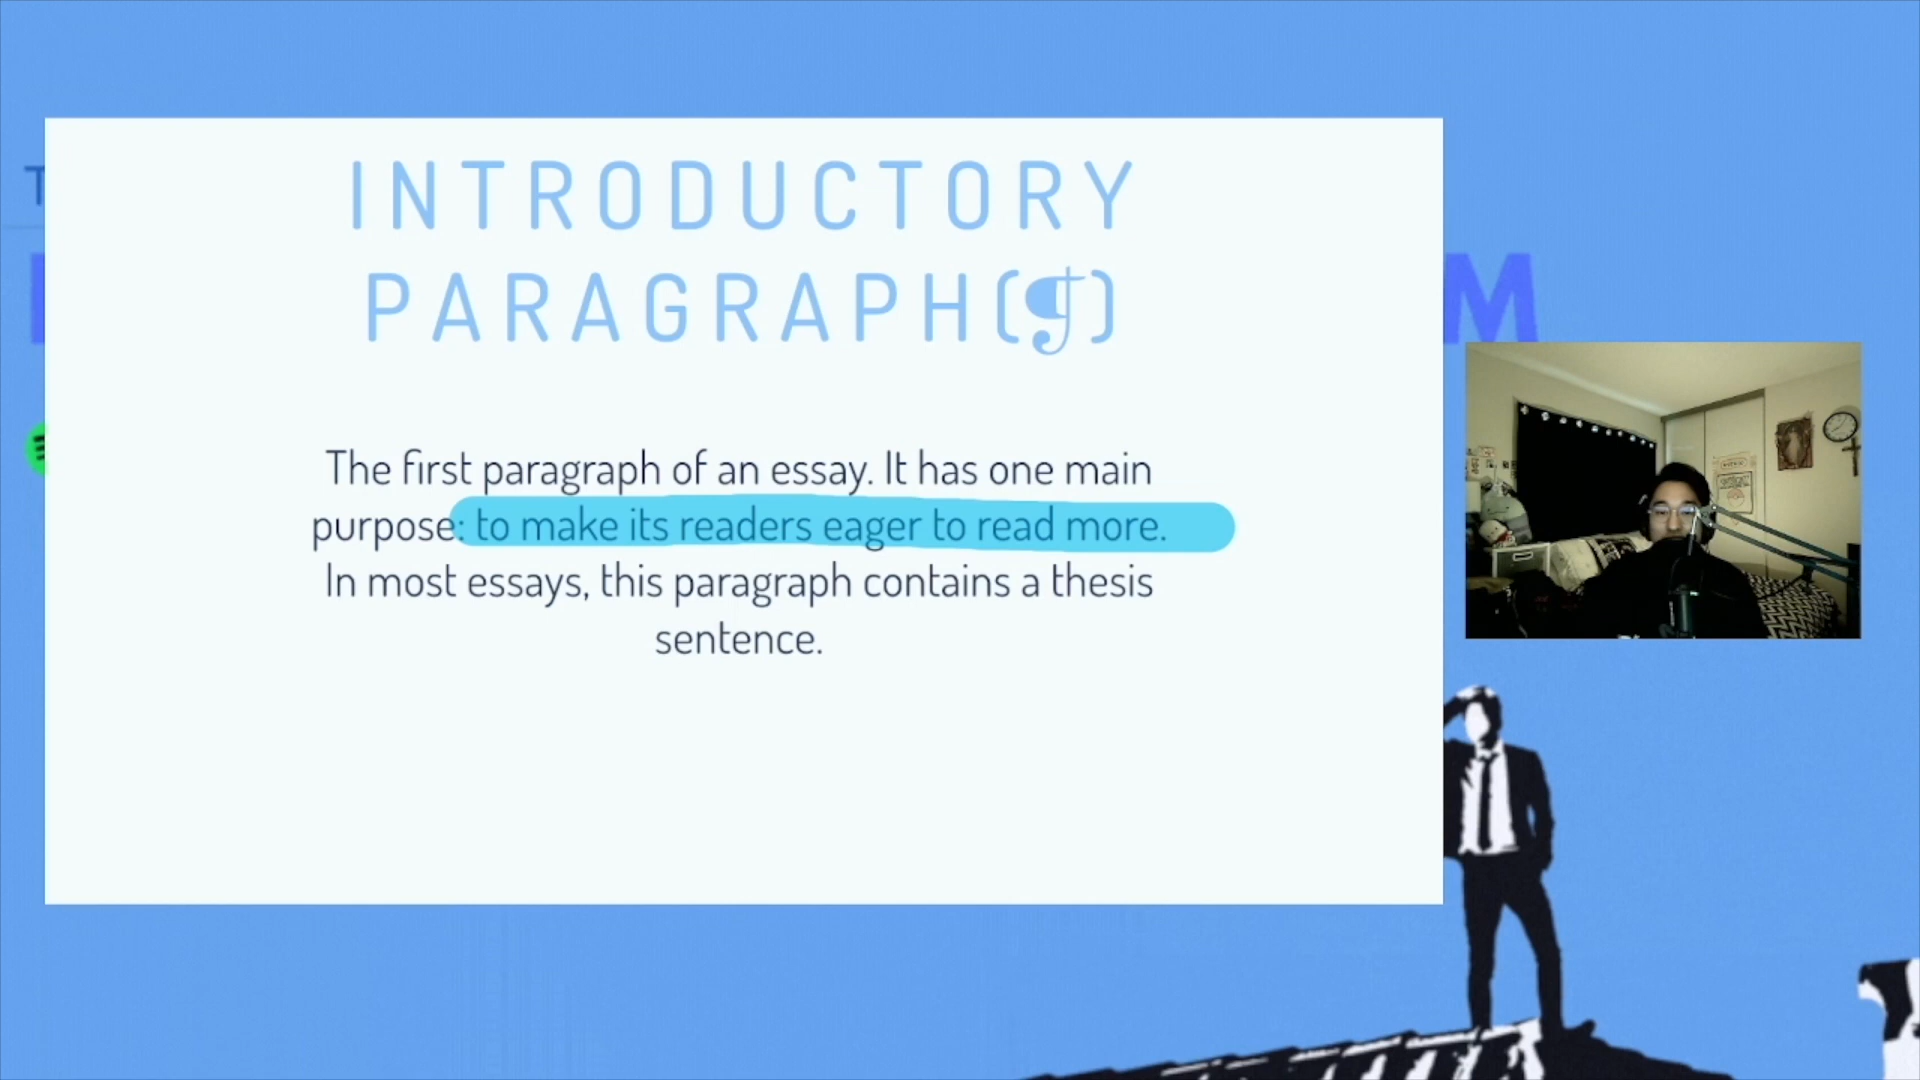 INTRODUCTORY
PARAGRAPH(¶)
The first paragraph of an essay. It has one main
purpose: to make its readers eager to read more.
In most essays, this paragraph contains a thesis
sentence.
T
M